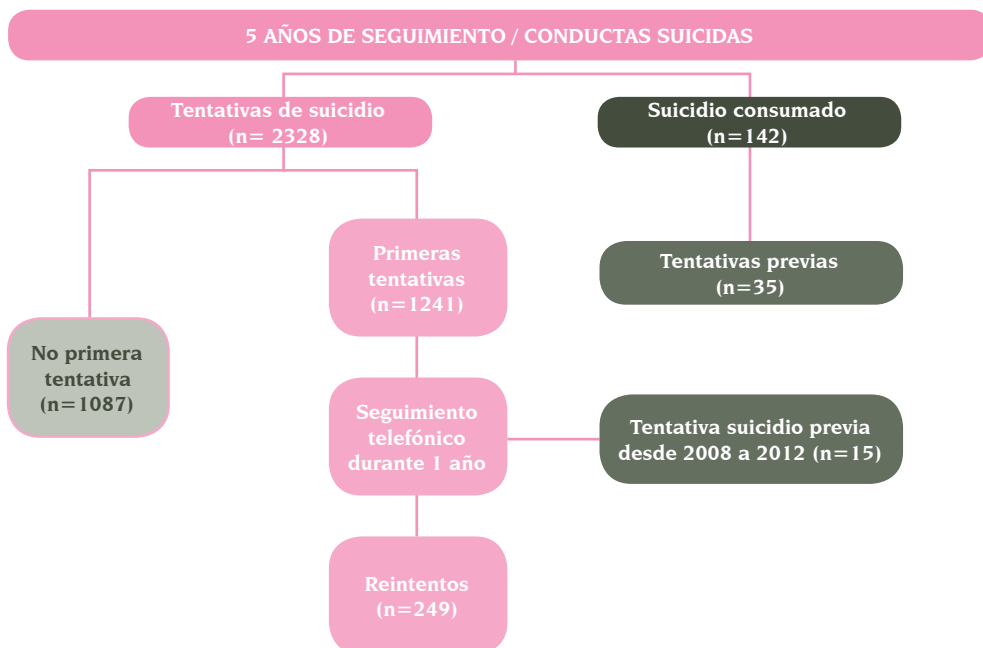 5 AÑOS DE SEGUIMIENTO / CONDUCTAS SUICIDAS
Tentativas de suicidio
(n= 2328)
Suicidio consumado
(n=142)
Primeras
tentativas
(n=1241)
Tentativas previas
(n=35)
No primera
tentativa
(n=1087)
Seguimiento
telefónico
durante 1 año
Tentativa suicidio previa
desde 2008 a 2012 (n=15)
Reintentos
(n=249)